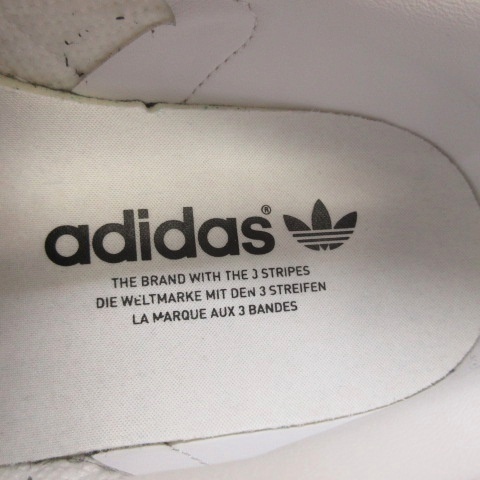 adidas®
THE BRAND WITH THE 3 STRIPES
DIE WELTMARKE MIT DEN 3 STREIFEN
LA MARQUE AUX 3 BANDES